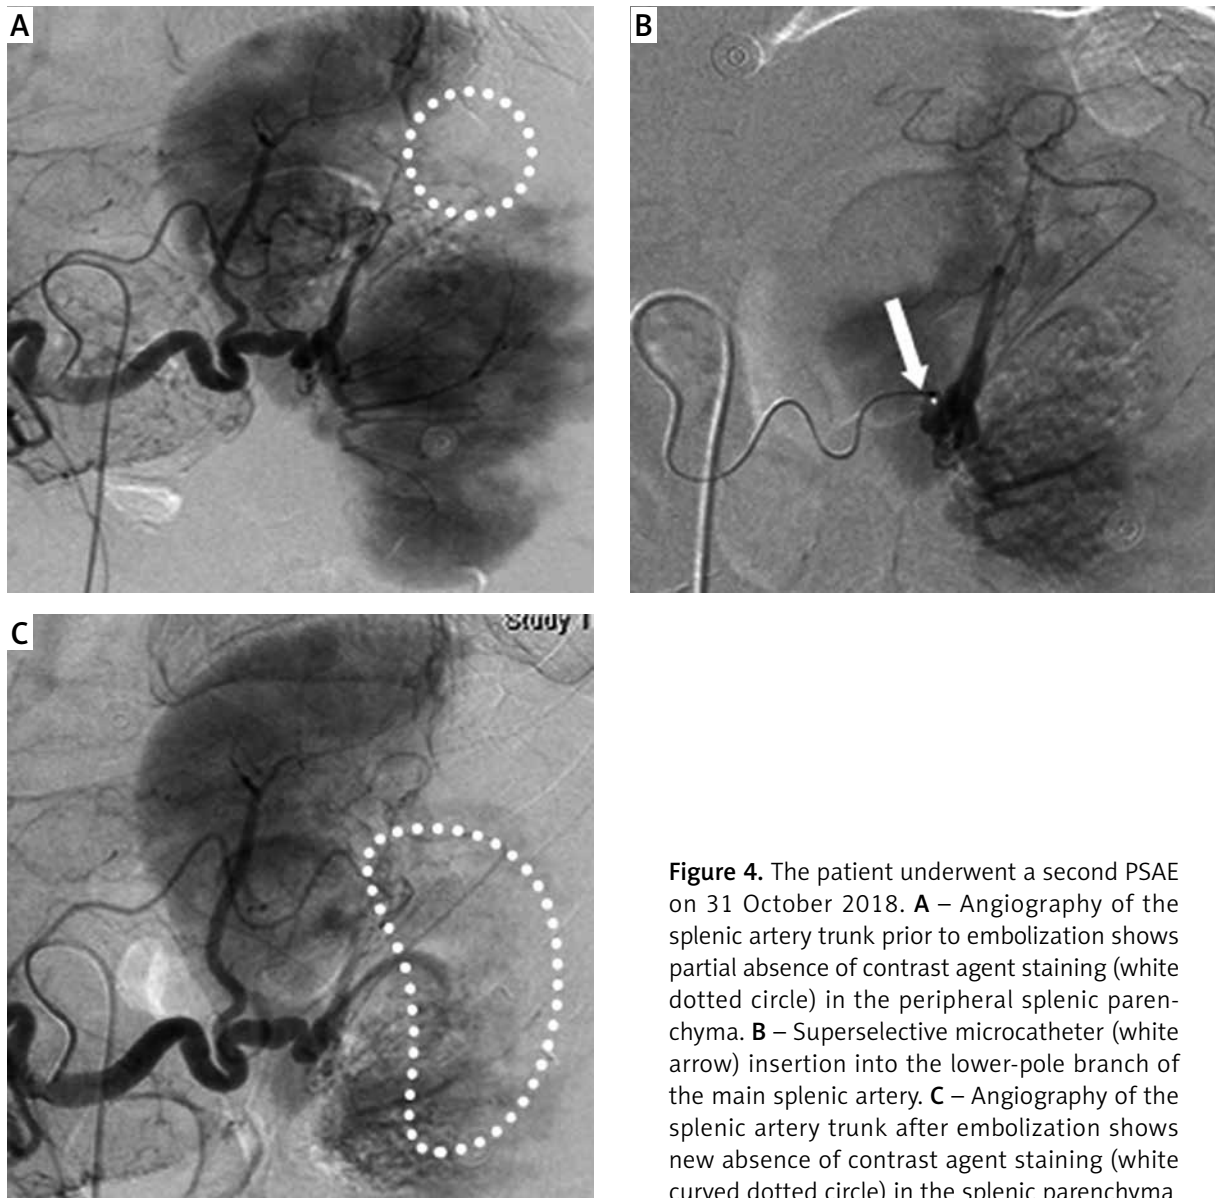 A
B
C
Study 1
Figure 4. The patient underwent a second PSAE
on 31 October 2018. A – Angiography of the
splenic artery trunk prior to embolization shows
partial absence of contrast agent staining (white
dotted circle) in the peripheral splenic paren-
chyma. B – Superselective microcatheter (white
arrow) insertion into the lower-pole branch of
the main splenic artery. C – Angiography of the
splenic artery trunk after embolization shows
new absence of contrast agent staining (white
curved dotted circle) in the splenic parenchyma